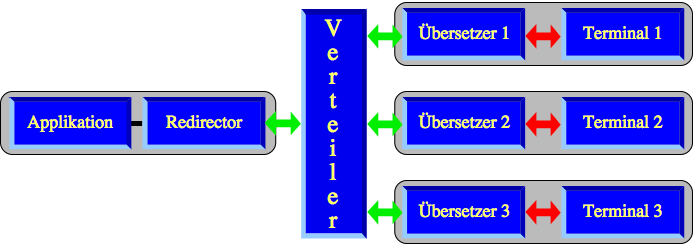 Applikation
Redirector
Verteiler
Übersetzer 1
Terminal 1
Übersetzer 2
Terminal 2
Übersetzer 3
Terminal 3